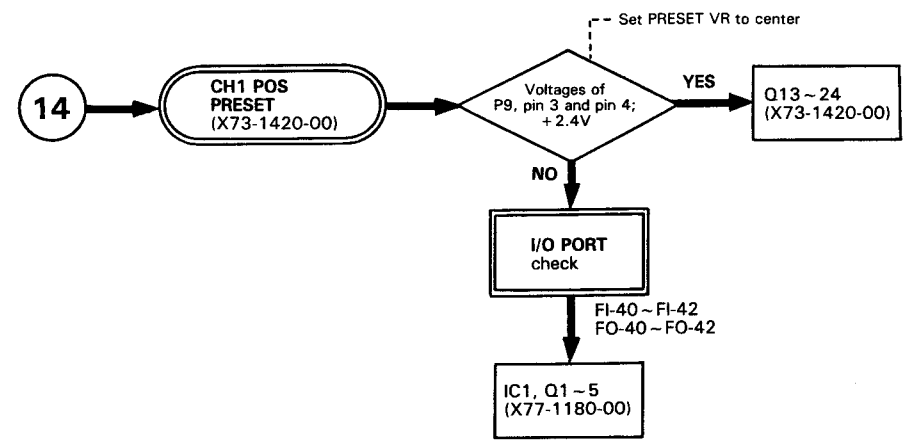 Set PRESET VR to center
14
CH1 POS
PRESET
(X73-1420-00)
Voltages of
P9, pin 3 and pin 4;
+2.4V
YES
Q13~24
(X73-1420-00)
NO
I/O PORT
check
FI-40~FI-42
FO-40~FO-42
IC1, Q1~5
(X77-1180-00)